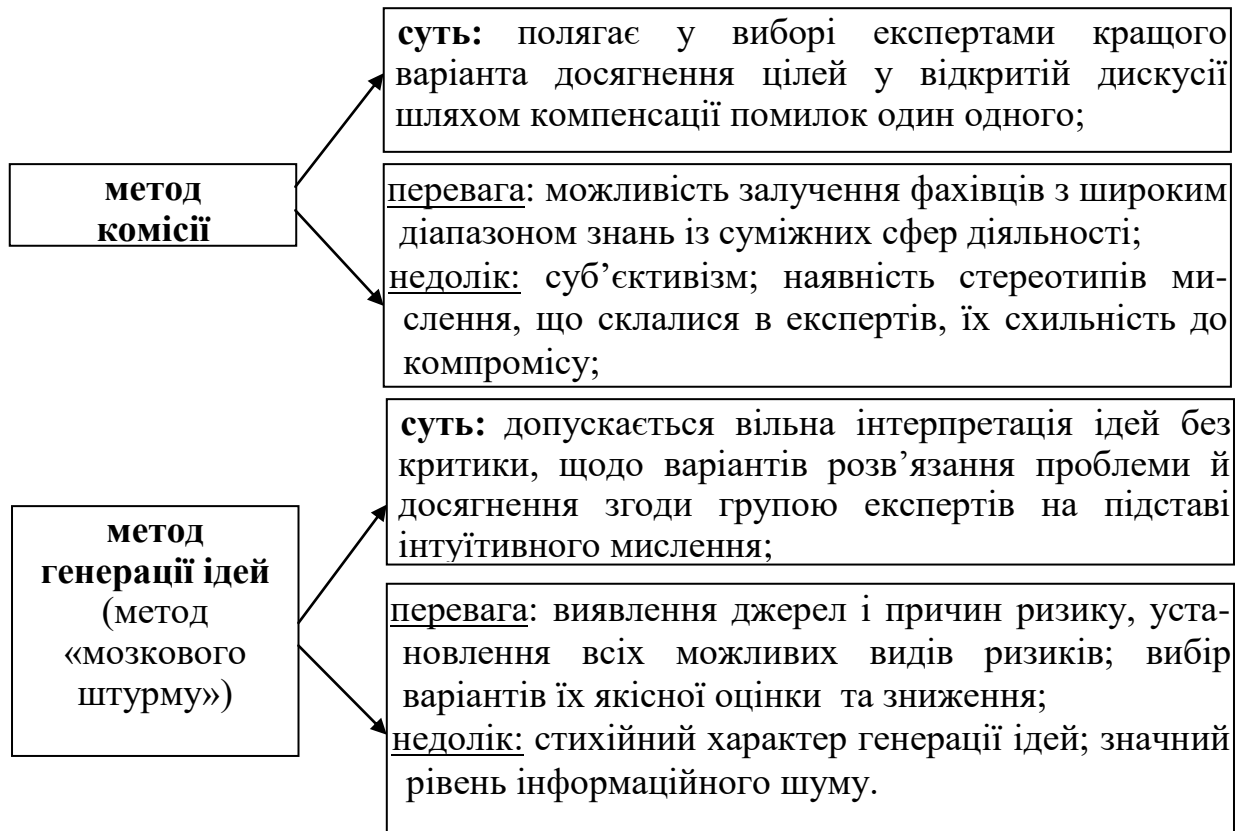 суть: полягає у виборі експертами кращого
варіанта досягнення цілей у відкритій дискусії
шляхом компенсації помилок один одного;
метод
комісії
перевага: можливість залучення фахівців з широким
діапазоном знань із суміжних сфер діяльності;
недолік: суб’єктивізм; наявність стереотипів ми-
слення, що склалися в експертів, їх схильність до
компромісу;
суть: допускається вільна інтерпретація ідей без
критики, щодо варіантів розв’язання проблеми й
досягнення згоди групою експертів на підставі
інтуїтивного мислення;
метод
генерації ідей
(метод
«мозкового
штурму»)
перевага: виявлення джерел і причин ризику, уста-
новлення всіх можливих видів ризиків; вибір
варіантів їх якісної оцінки та зниження;
недолік: стихійний характер генерації ідей; значний
рівень інформаційного шуму.